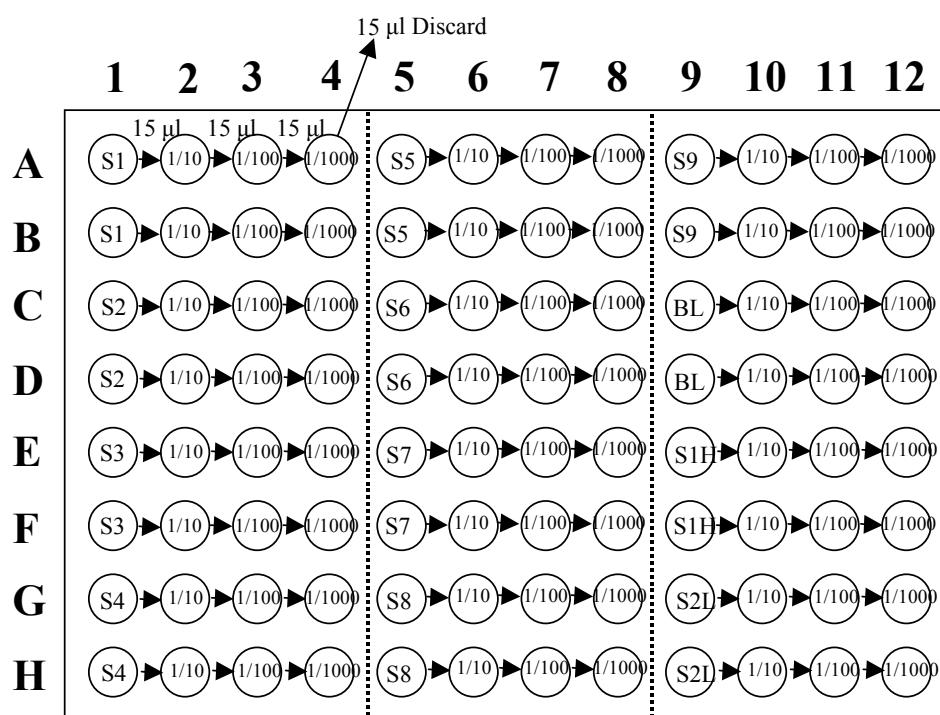 15 µl Discard
1 2 3 4 5 6 7 8 9 10 11 12
15 µl 15 µl 15 µl
A S1 1/10 1/100 1/1000 S5 1/10 1/100 1/1000 S9 1/10 1/100 1/1000
B S1 1/10 1/100 1/1000 S5 1/10 1/100 1/1000 S9 1/10 1/100 1/1000
C S2 1/10 1/100 1/1000 S6 1/10 1/100 1/1000 BL 1/10 1/100 1/1000
D S2 1/10 1/100 1/1000 S6 1/10 1/100 1/1000 BL 1/10 1/100 1/1000
E S3 1/10 1/100 1/1000 S7 1/10 1/100 1/1000 S1H 1/10 1/100 1/1000
F S3 1/10 1/100 1/1000 S7 1/10 1/100 1/1000 S1H 1/10 1/100 1/1000
G S4 1/10 1/100 1/1000 S8 1/10 1/100 1/1000 S2L 1/10 1/100 1/1000
H S4 1/10 1/100 1/1000 S8 1/10 1/100 1/1000 S2L 1/10 1/100 1/1000